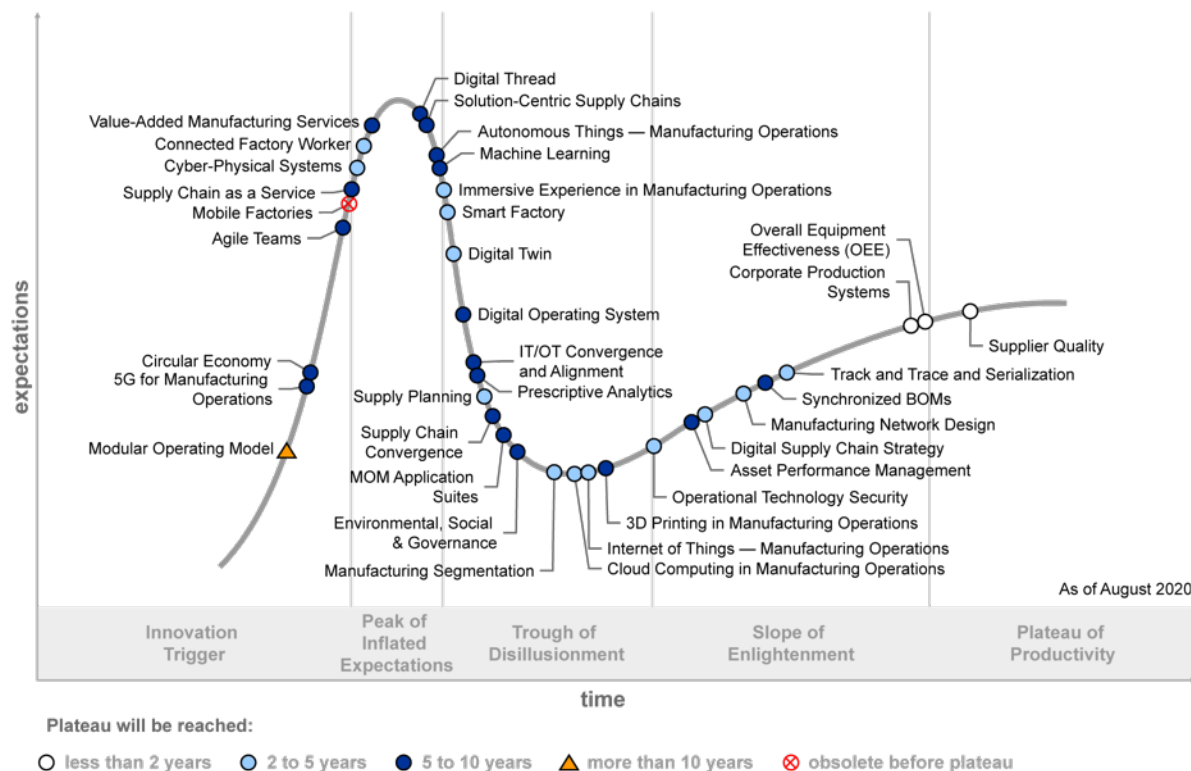 expectations
Value-Added Manufacturing Services
Connected Factory Worker
Cyber-Physical Systems
Supply Chain as a Service
Mobile Factories
Agile Teams
Circular Economy
5G for Manufacturing
Operations
Modular Operating Model
Digital Thread
Solution-Centric Supply Chains
Autonomous Things — Manufacturing Operations
Machine Learning
Immersive Experience in Manufacturing Operations
Smart Factory
Digital Twin
Digital Operating System
IT/OT Convergence
and Alignment
Prescriptive Analytics
Supply Planning
Supply Chain
Convergence
MOM Application
Suites
Environmental, Social
& Governance
Manufacturing Segmentation
Cloud Computing in Manufacturing Operations
Internet of Things — Manufacturing Operations
3D Printing in Manufacturing Operations
Operational Technology Security
Asset Performance Management
Digital Supply Chain Strategy
Manufacturing Network Design
Synchronized BOMs
Track and Trace and Serialization
Corporate Production
Systems
Overall Equipment
Effectiveness (OEE)
Supplier Quality
As of August 2020
Innovation
Trigger
Peak of
Inflated
Expectations
Trough of
Disillusionment
Slope of
Enlightenment
Plateau of
Productivity
time
Plateau will be reached:
less than 2 years
2 to 5 years
5 to 10 years
more than 10 years
obsolete before plateau